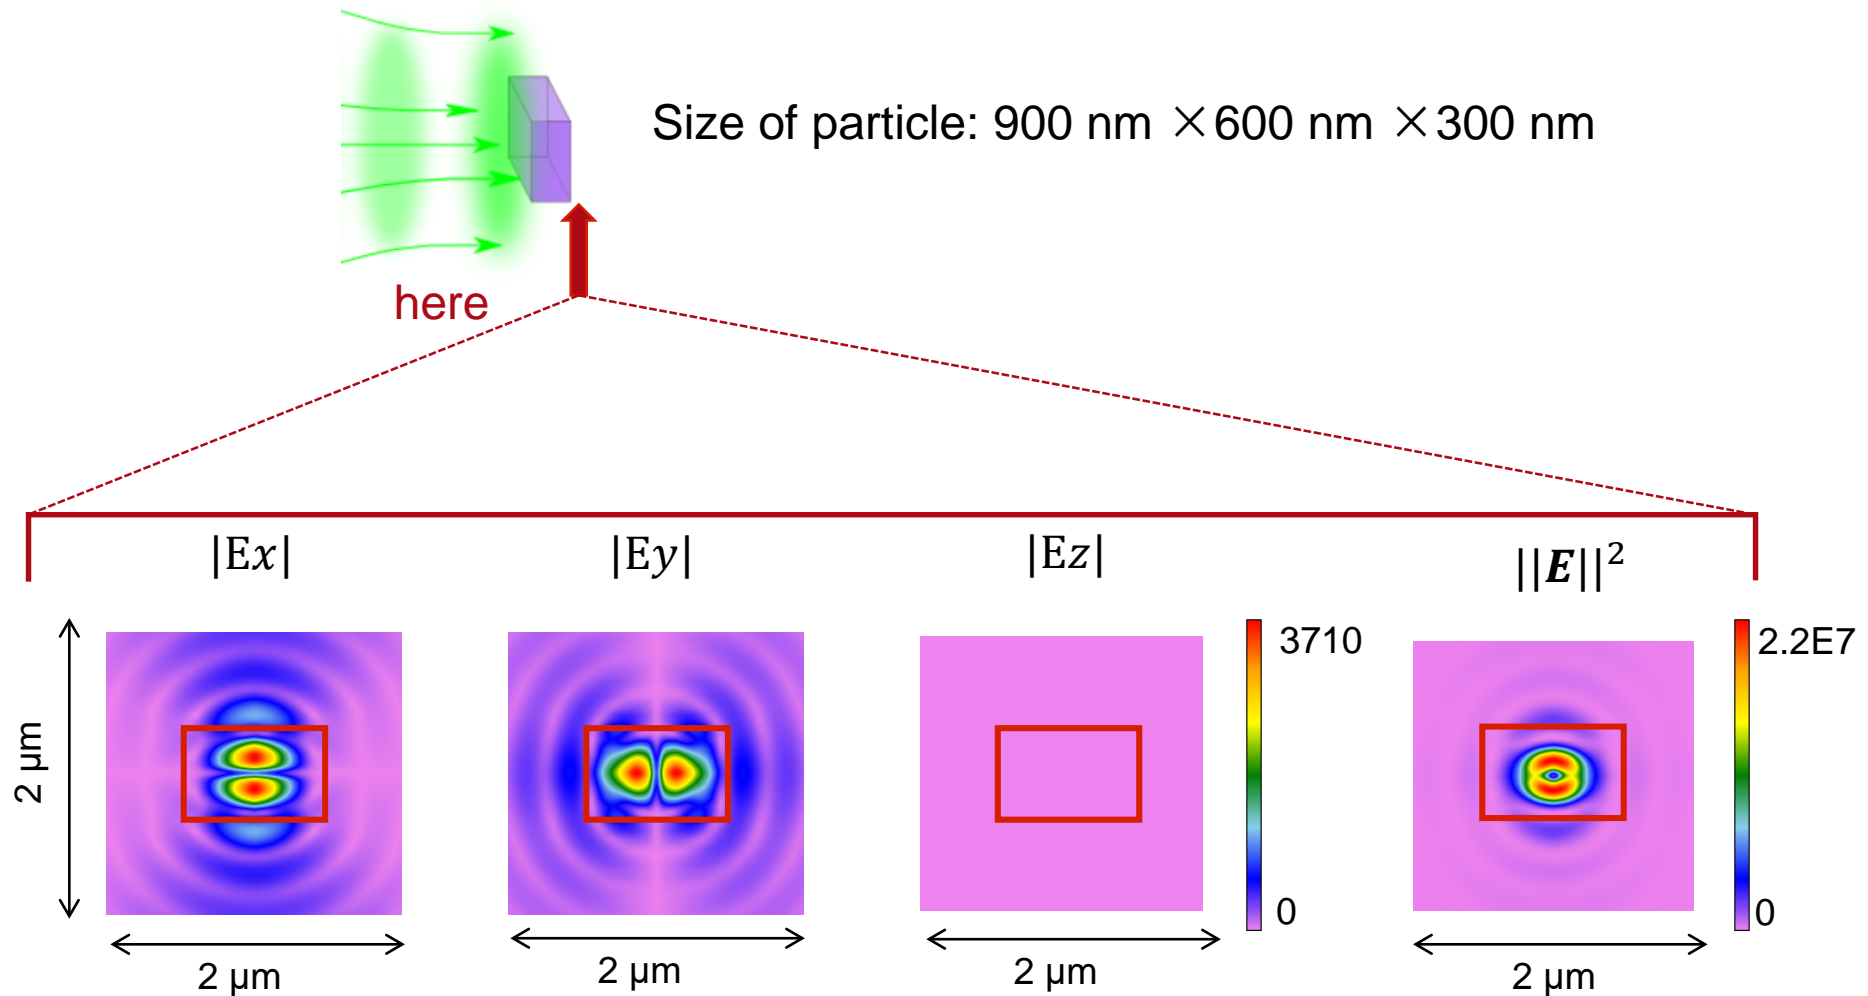 Size of particle: 900 nm ×600 nm ×300 nm
here
|Ex|
|Ey|
|Ez|
||E||²
3710
2.2E7
2 µm
0
0
2 µm
2 µm
2 µm
2 µm